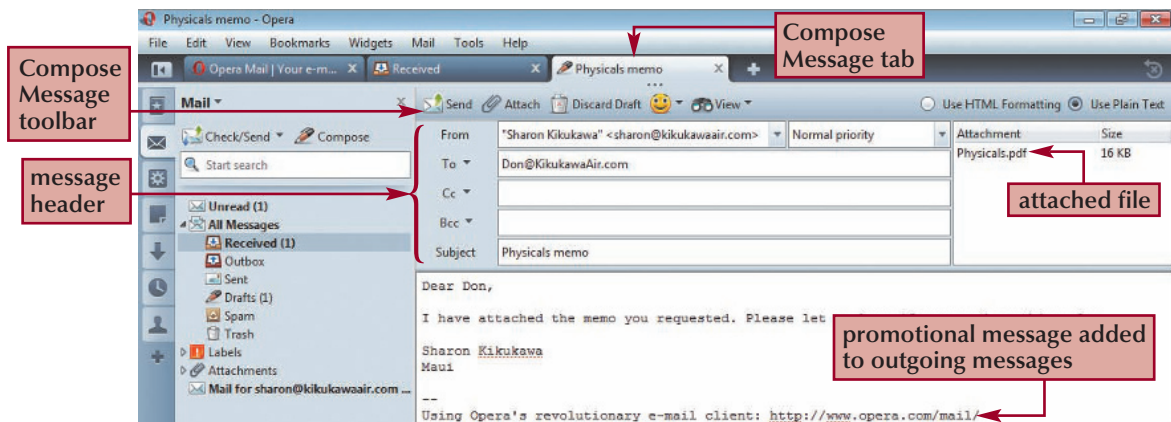 Physicals memo - Opera
File Edit View Bookmarks Widgets Mail Tools Help
Compose Message tab
Opera Mail | Your e-m... X Received X Physicals memo X
Compose Message toolbar
Mail X
Send Attach Discard Draft View
Use HTML Formatting Use Plain Text
Check/Send Compose
Start search
From "Sharon Kikukawa" <sharon@kikukawaair.com> Normal priority
Attachment Size
Physicals.pdf 16 KB
To Don@KikukawaAir.com
message header
Cc
attached file
Bcc
Subject Physicals memo
Unread (1)
All Messages
Received (1)
Outbox
Sent
Drafts (1)
Spam
Trash
Labels
Attachments
Mail for sharon@kikukawaair.com ...
Dear Don,
I have attached the memo you requested. Please let
promotional message added to outgoing messages
Sharon Kikukawa
Maui
--
Using Opera's revolutionary e-mail client: http://www.opera.com/mail/